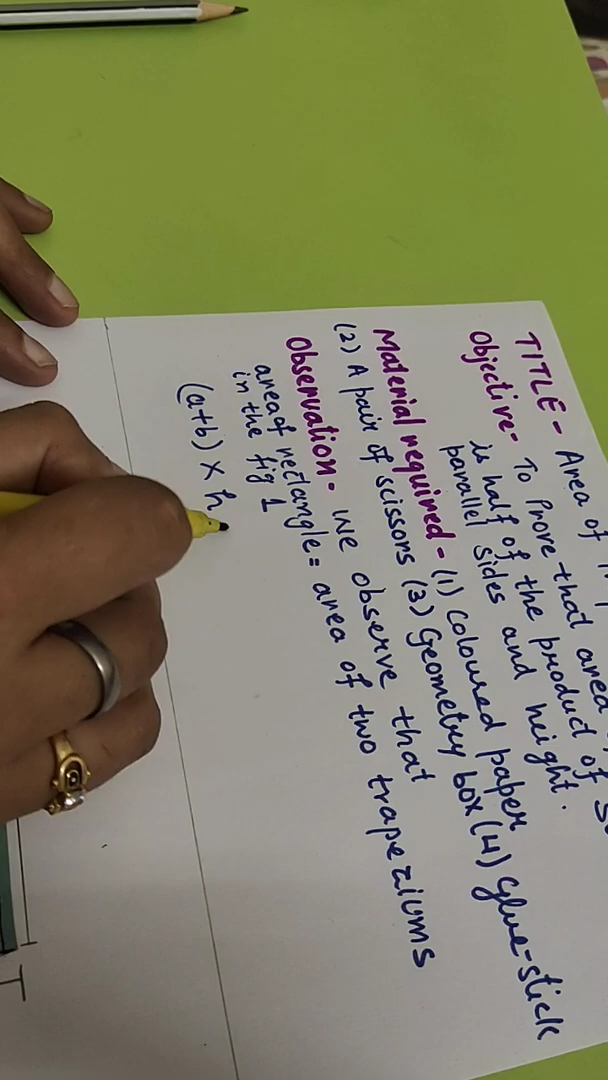 TITLE - Area of
Objective - To Prove that area
is half of the product of
parallel sides and height.
Material required - (1) Coloured paper
(2) A pair of scissors (3) Geometry box (4) Glue-stick
Observation - We observe that
area of rectangle = area of two trapeziums
in the fig 1
(a+b) × h